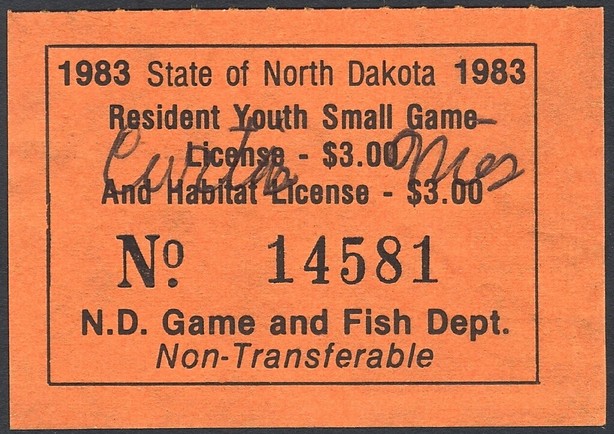 1983 State of North Dakota 1983
Resident Youth Small Game
License - $3.00
And Habitat License - $3.00
No. 14581
N.D. Game and Fish Dept.
Non-Transferable